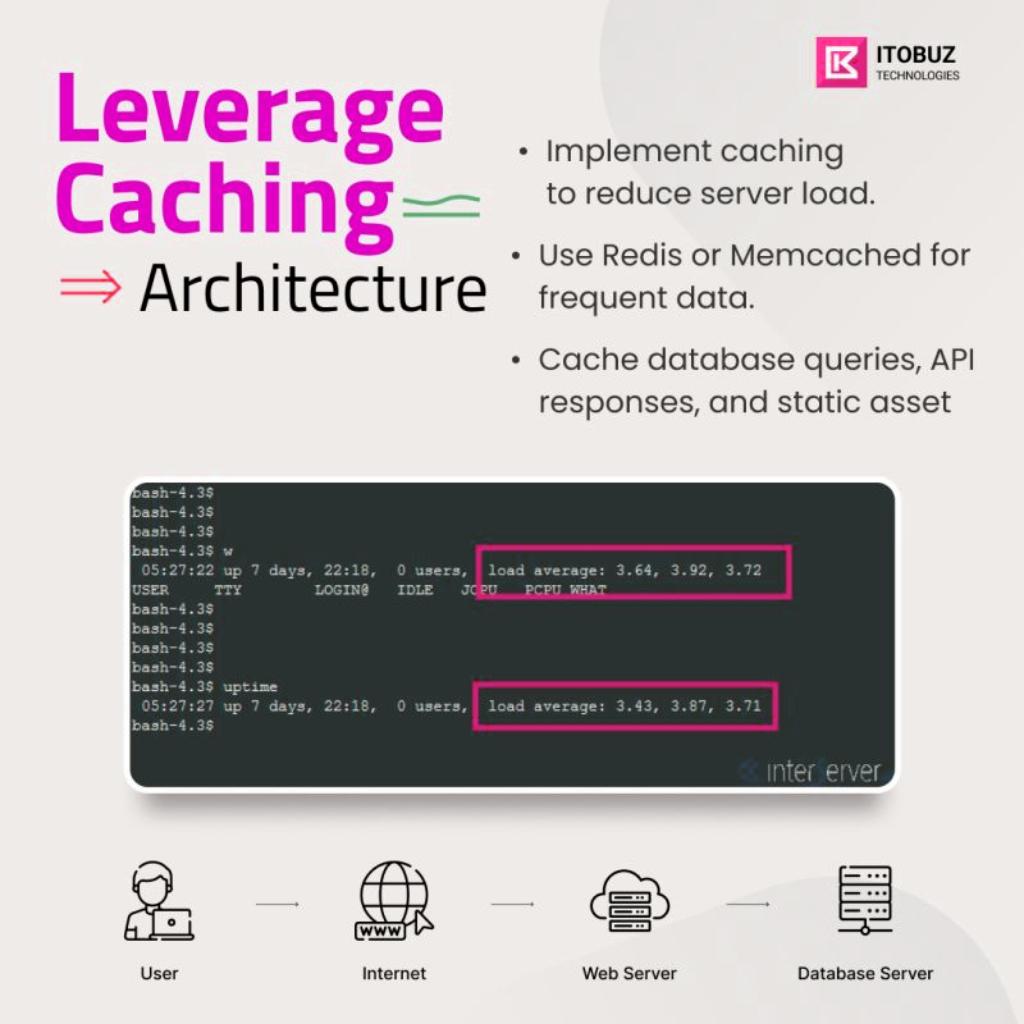 ITOBUZ
TECHNOLOGIES
Leverage
Caching
Architecture
• Implement caching
to reduce server load.
• Use Redis or Memcached for
frequent data.
• Cache database queries, API
responses, and static asset
bash-4.3$
bash-4.3$
bash-4.3$
bash-4.3$ w
05:27:22 up 7 days, 22:18,  0 users,  load average: 3.64, 3.92, 3.72
USER     TTY        LOGIN@   IDLE   JCPU   PCPU WHAT
bash-4.3$
bash-4.3$
bash-4.3$
bash-4.3$
bash-4.3$ uptime
05:27:27 up 7 days, 22:18,  0 users,  load average: 3.43, 3.87, 3.71
bash-4.3$
interserver
www
User
Internet
Web Server
Database Server